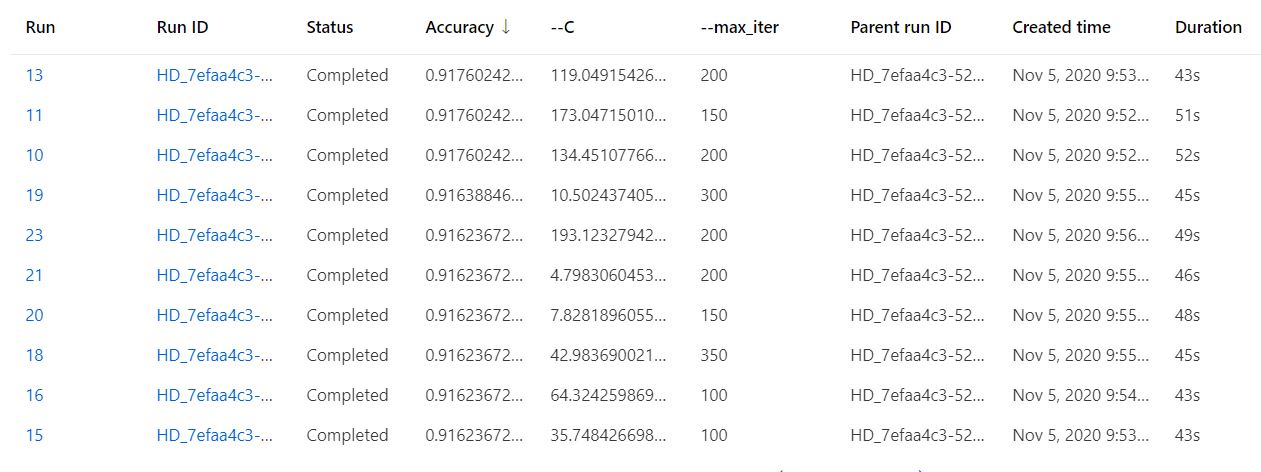 Run Run ID Status Accuracy ↓ --C --max_iter Parent run ID Created time Duration
13 HD_7efaa4c3-... Completed 0.91760242... 119.04915426... 200 HD_7efaa4c3-52... Nov 5, 2020 9:53... 43s
11 HD_7efaa4c3-... Completed 0.91760242... 173.04715010... 150 HD_7efaa4c3-52... Nov 5, 2020 9:52... 51s
10 HD_7efaa4c3-... Completed 0.91760242... 134.45107766... 200 HD_7efaa4c3-52... Nov 5, 2020 9:52... 52s
19 HD_7efaa4c3-... Completed 0.91638846... 10.502437405... 300 HD_7efaa4c3-52... Nov 5, 2020 9:55... 45s
23 HD_7efaa4c3-... Completed 0.91623672... 193.12327942... 200 HD_7efaa4c3-52... Nov 5, 2020 9:56... 49s
21 HD_7efaa4c3-... Completed 0.91623672... 4.7983060453... 200 HD_7efaa4c3-52... Nov 5, 2020 9:55... 46s
20 HD_7efaa4c3-... Completed 0.91623672... 7.8281896055... 150 HD_7efaa4c3-52... Nov 5, 2020 9:55... 48s
18 HD_7efaa4c3-... Completed 0.91623672... 42.983690021... 350 HD_7efaa4c3-52... Nov 5, 2020 9:55... 45s
16 HD_7efaa4c3-... Completed 0.91623672... 64.324259869... 100 HD_7efaa4c3-52... Nov 5, 2020 9:54... 43s
15 HD_7efaa4c3-... Completed 0.91623672... 35.748426698... 100 HD_7efaa4c3-52... Nov 5, 2020 9:53... 43s